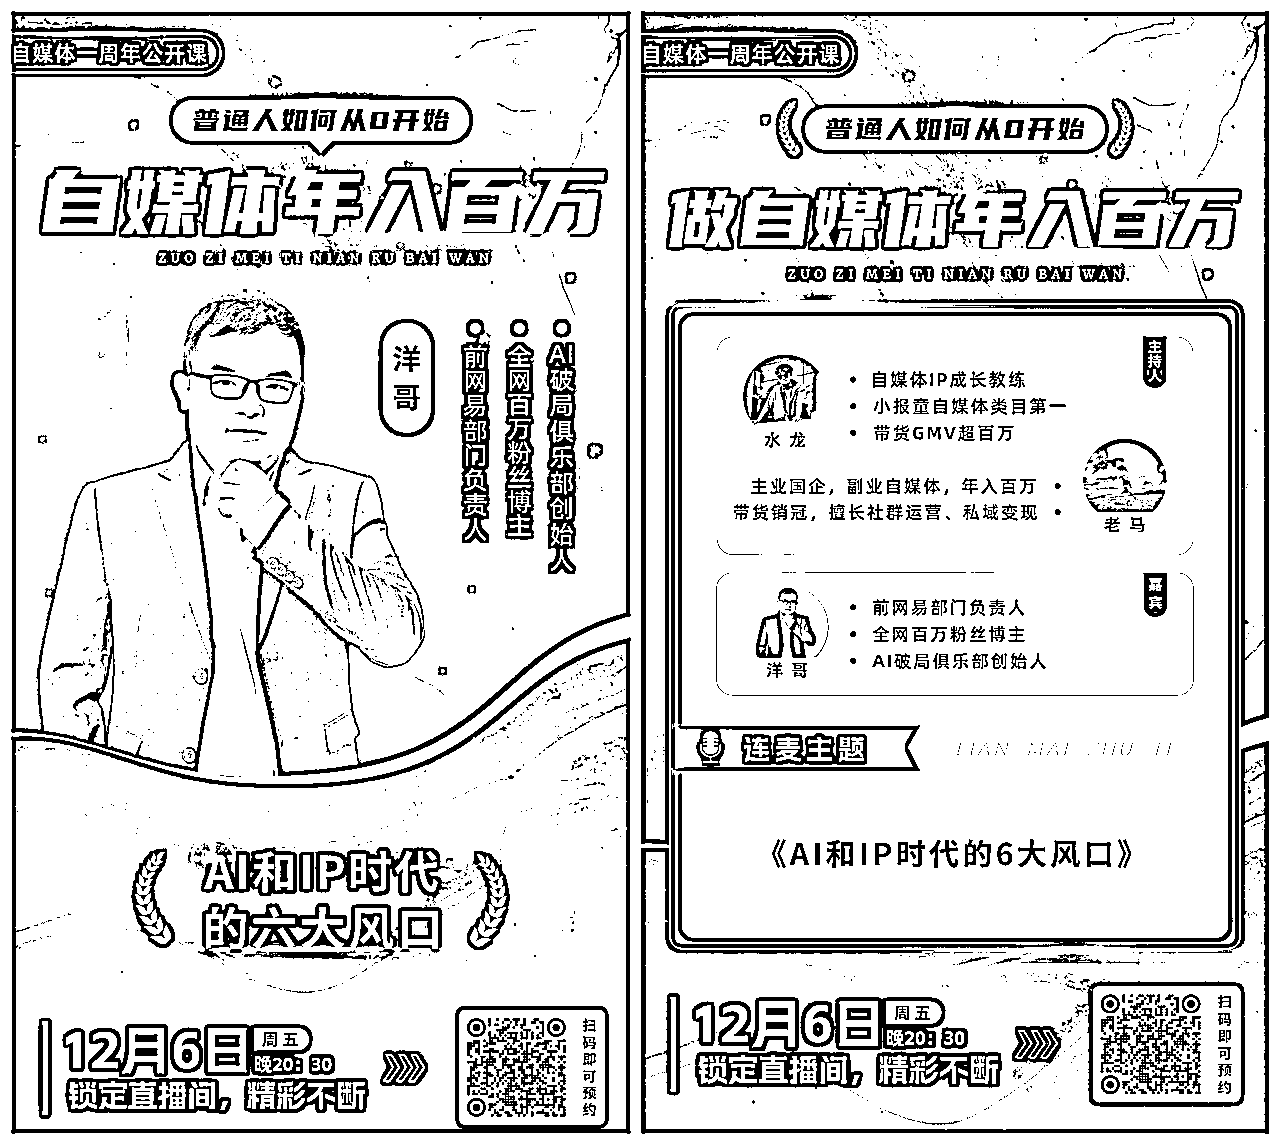 自媒体一周年公开课
普通人如何从0开始
自媒体年入百万
ZUO ZI MEI TI NIAN RU BAI WAN
洋哥
AI破局俱乐部创始人
全网百万粉丝博主
前网易部门负责人
AI和IP时代
的六大风口
12月6日
周五
晚20:30
锁定直播间，精彩不断
扫码即可预约
自媒体一周年公开课
普通人如何从0开始
做自媒体年入百万
ZUO ZI MEI TI NIAN RU BAI WAN
主持人
自媒体IP成长教练
小报童自媒体类目第一
带货GMV超百万
水龙
主业国企，副业自媒体，年入百万
带货销冠，擅长社群运营、私域变现
老马
嘉宾
前网易部门负责人
全网百万粉丝博主
AI破局俱乐部创始人
洋哥
连麦主题
LIAN MAI ZHU TI
《AI和IP时代的6大风口》
12月6日
周五
晚20:30
锁定直播间，精彩不断
扫码即可预约